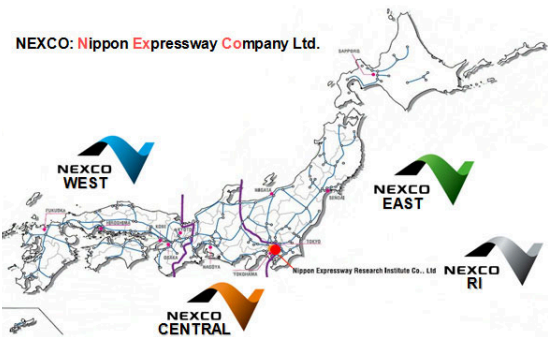 NEXCO: Nippon Expressway Company Ltd.
SAPPORO
NEXCO
WEST
NEXCO
EAST
NIIGATA
SENDAI
FUKUOKA
HIROSHIMA
KOBE
OSAKA
NAGOYA
YOKOHAMA
TOKYO
Nippon Expressway Research Institute Co., Ltd
NEXCO
RI
NEXCO
CENTRAL